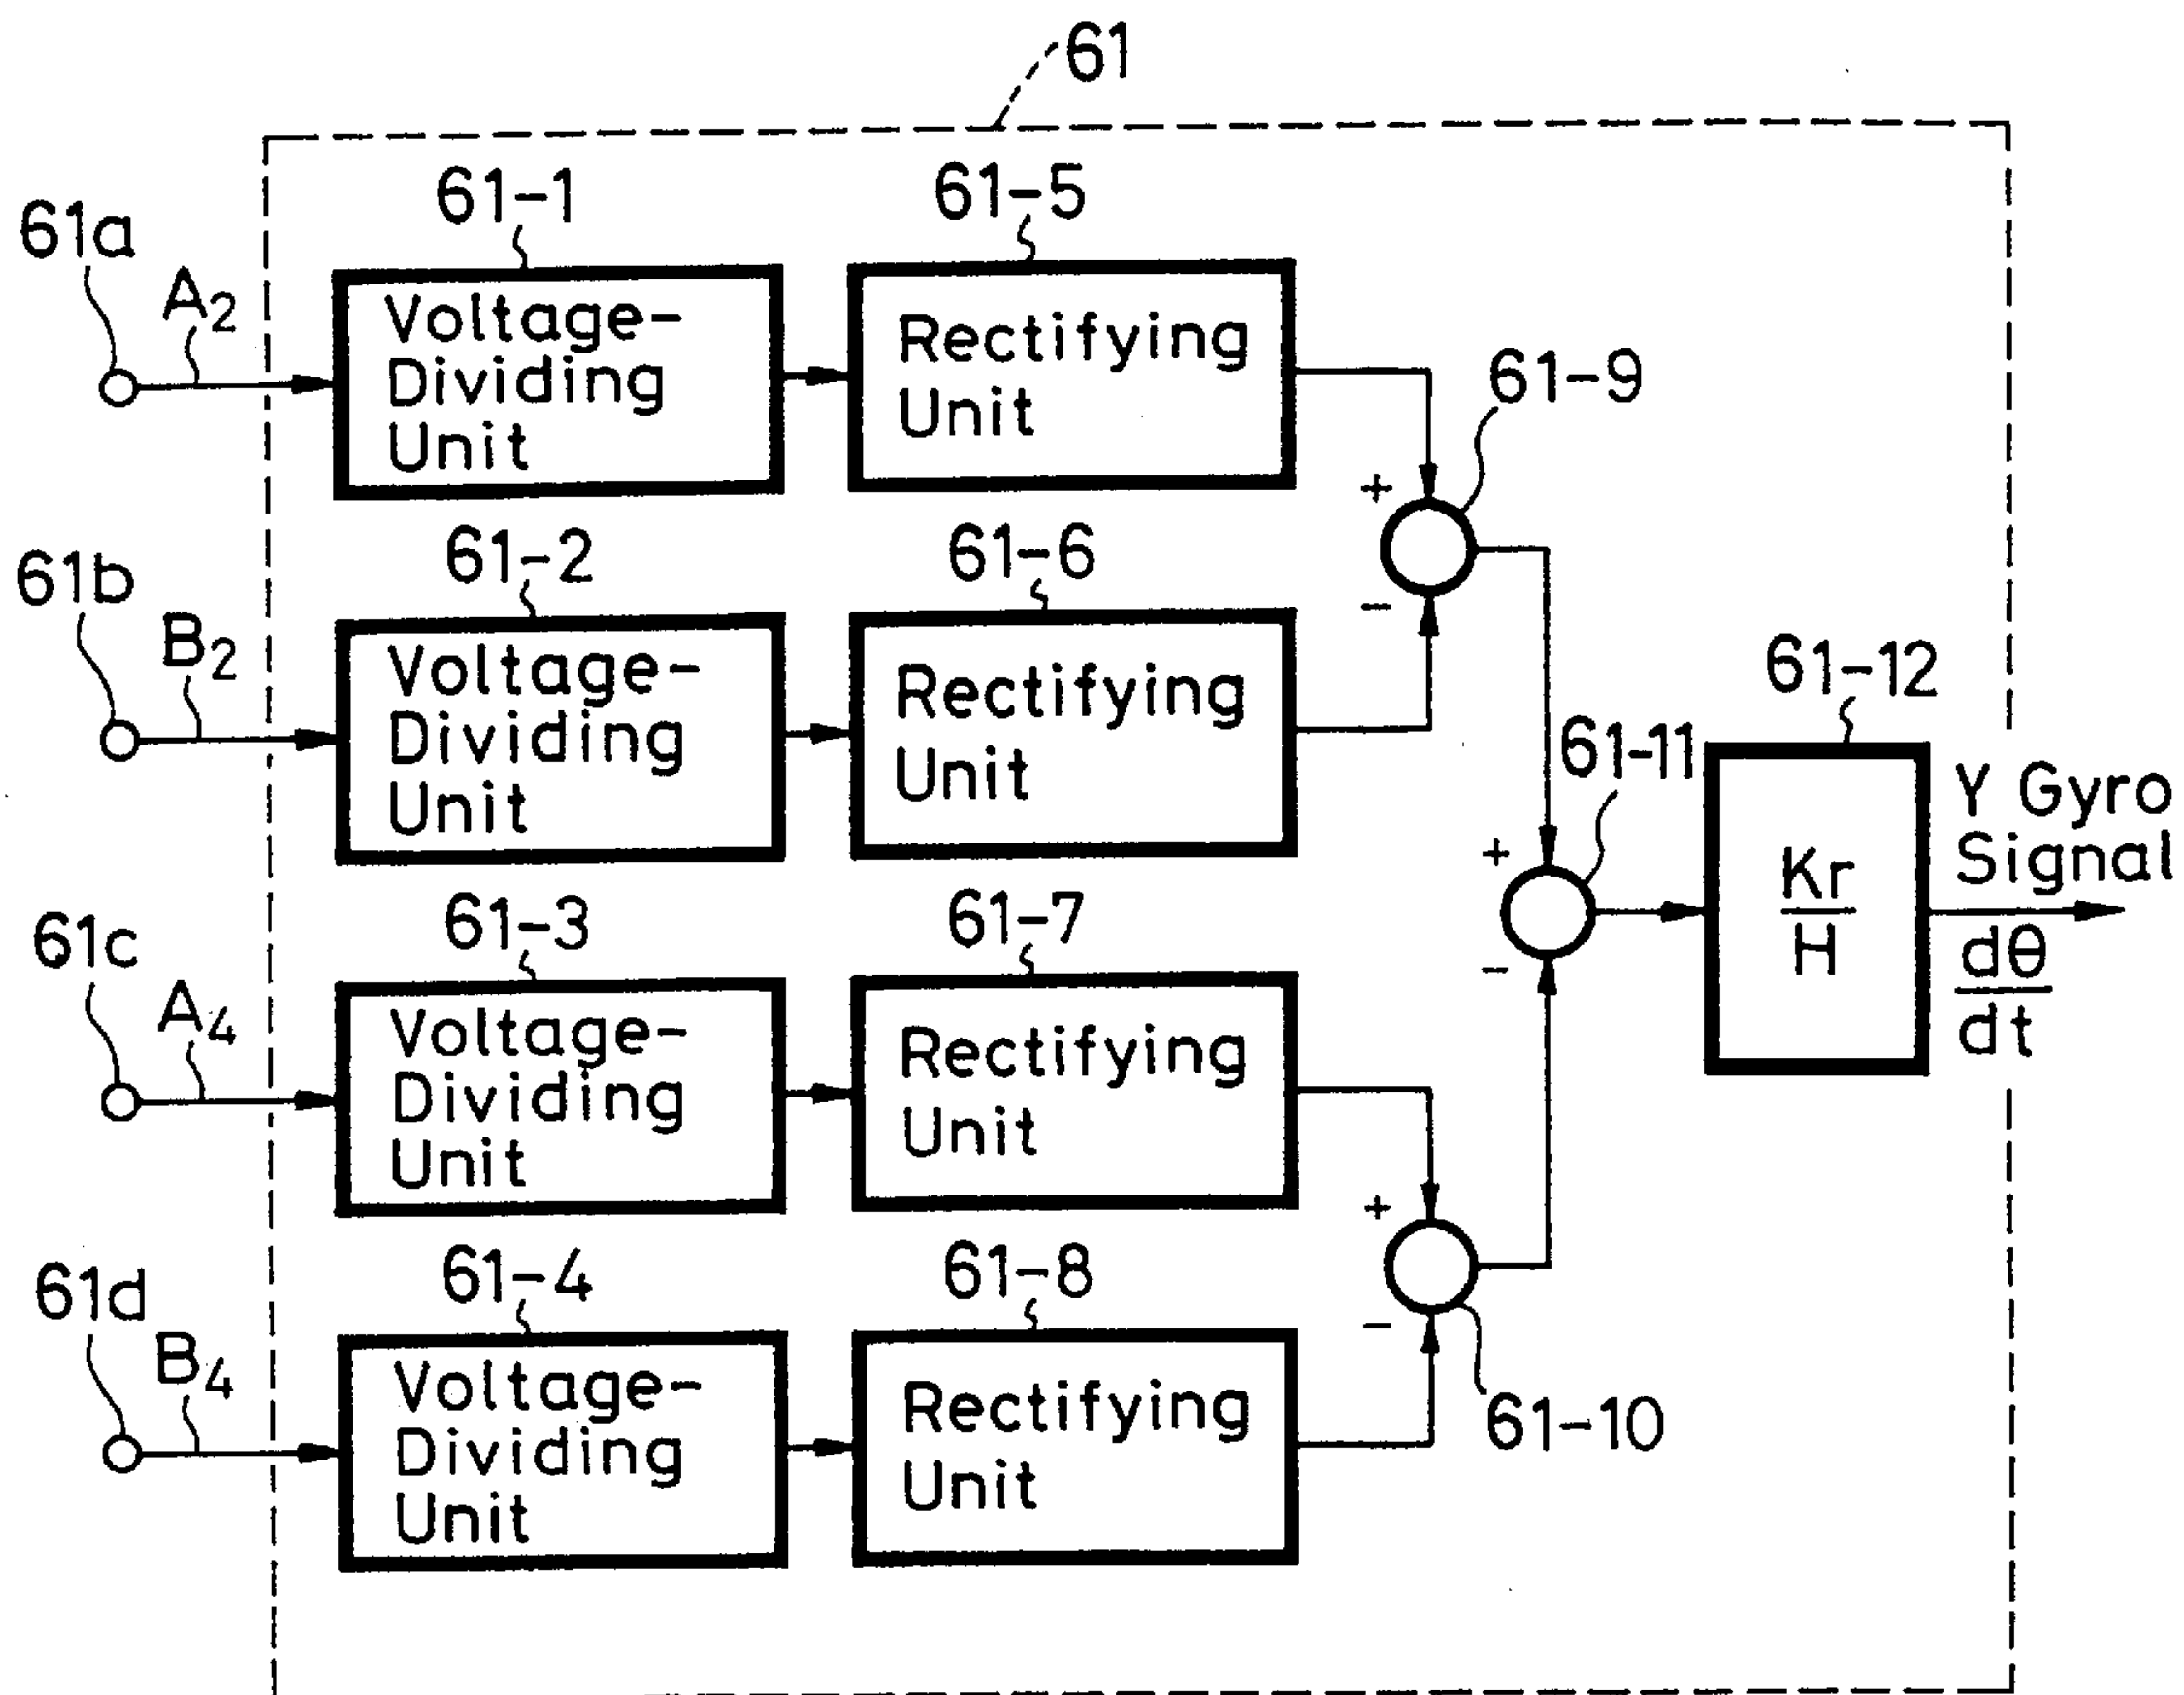 61
61-1
61-5
61a
A2
Voltage-
Dividing
Unit
Rectifying
Unit
61-9
+
-
61-2
61-6
61b
B2
Voltage-
Dividing
Unit
Rectifying
Unit
61-12
61-11
+
-
Kr
H
Y Gyro
Signal
dθ
dt
61-3
61-7
61c
A4
Voltage-
Dividing
Unit
Rectifying
Unit
+
-
61-10
61-4
61-8
61d
B4
Voltage-
Dividing
Unit
Rectifying
Unit